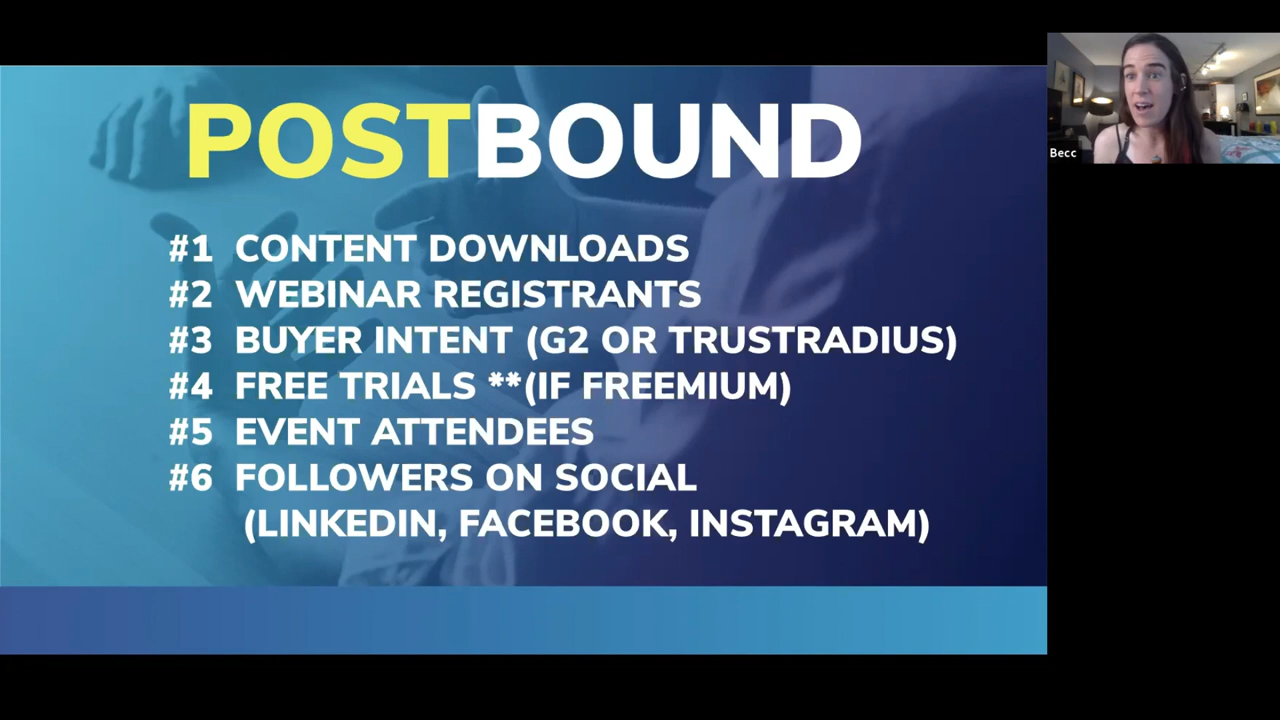 POSTBOUND
#1 CONTENT DOWNLOADS
#2 WEBINAR REGISTRANTS
#3 BUYER INTENT (G2 OR TRUSTRADIUS)
#4 FREE TRIALS **(IF FREEMIUM)
#5 EVENT ATTENDEES
#6 FOLLOWERS ON SOCIAL
(LINKEDIN, FACEBOOK, INSTAGRAM)
Becc